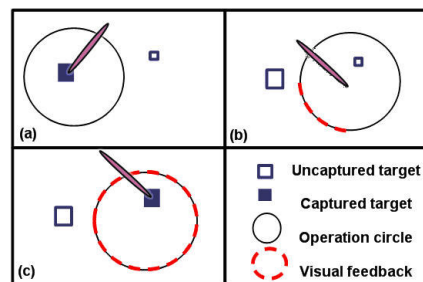 (a)
(b)
(c)
Uncaptured target
Captured target
Operation circle
Visual feedback